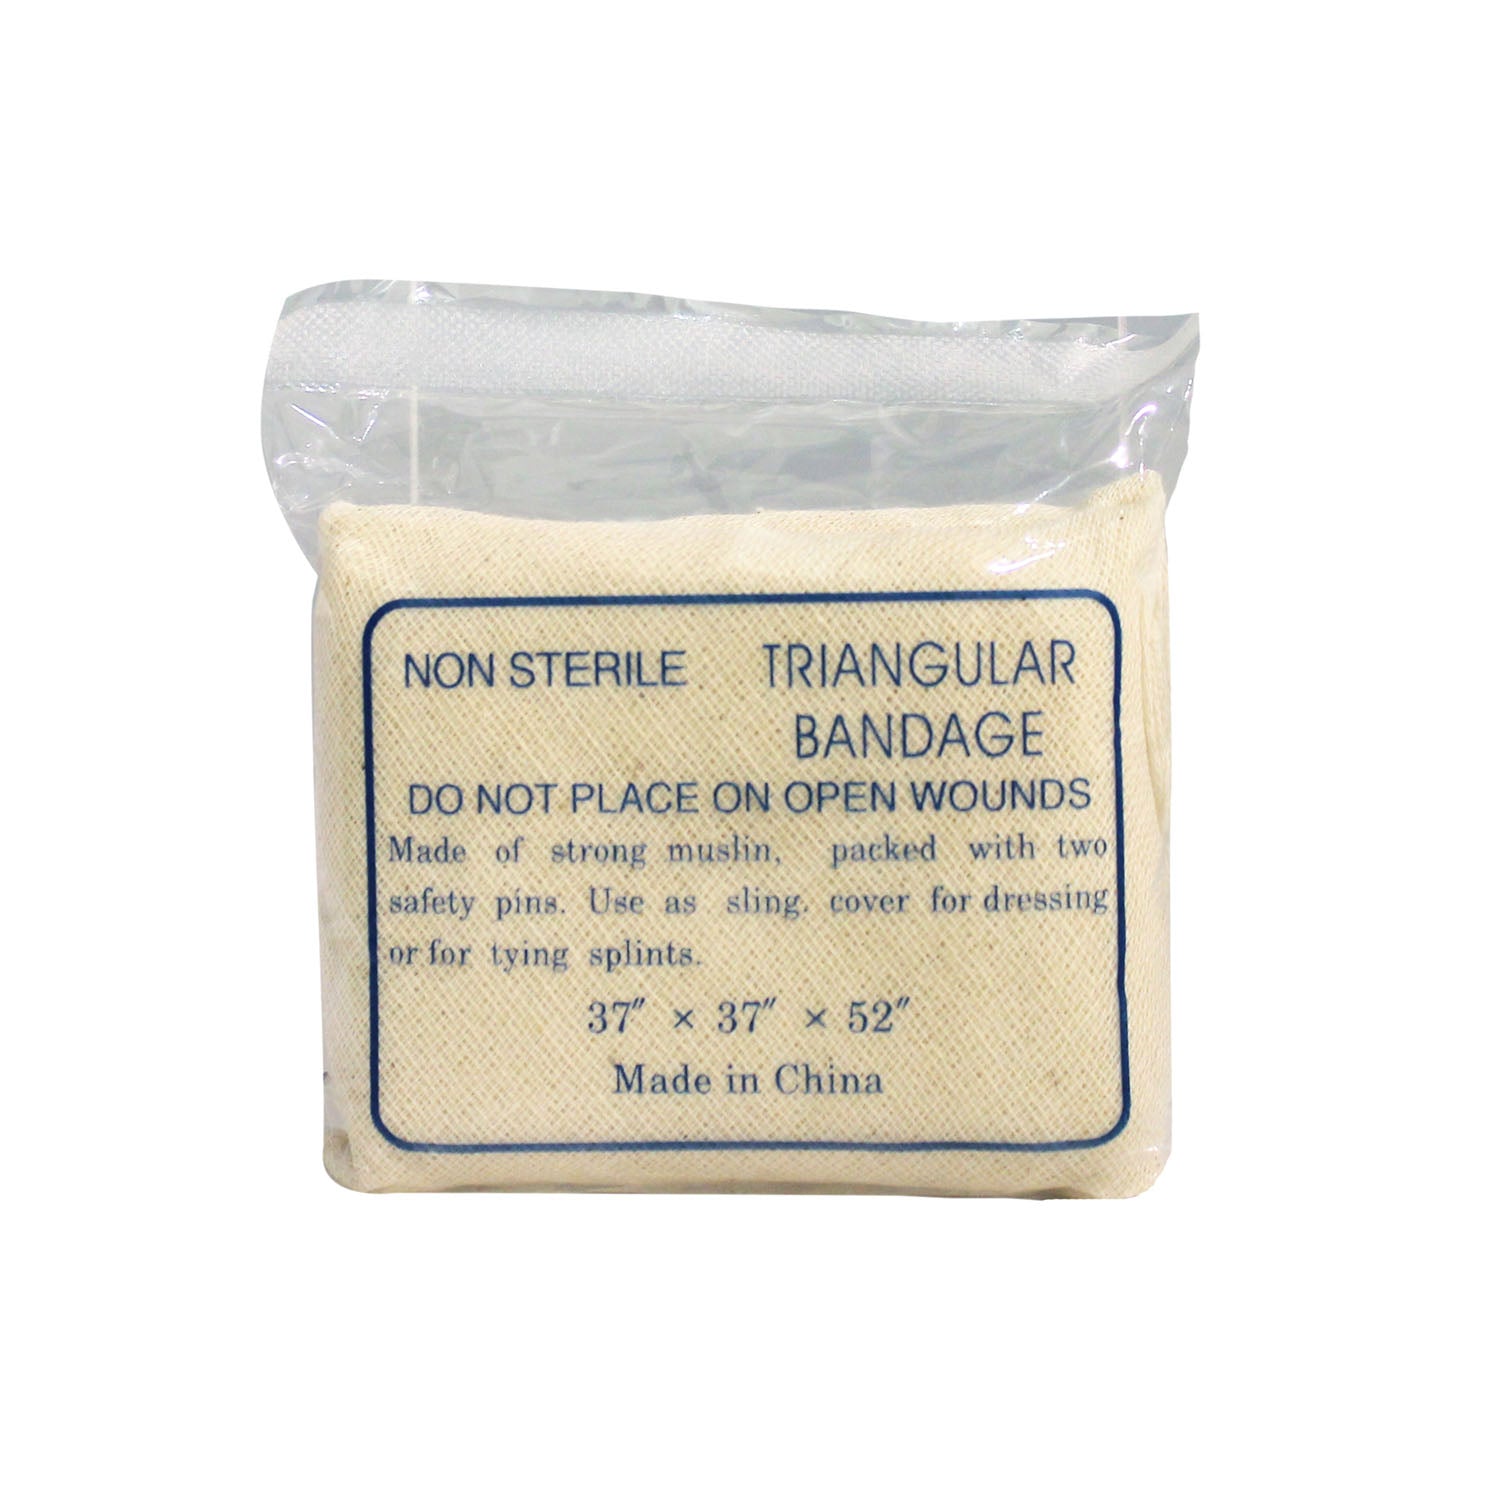 NON STERILE TRIANGULAR
BANDAGE
DO NOT PLACE ON OPEN WOUNDS
Made of strong muslin, packed with two
safety pins. Use as sling. cover for dressing
or for tying splints.
37″ × 37″ × 52″
Made in China